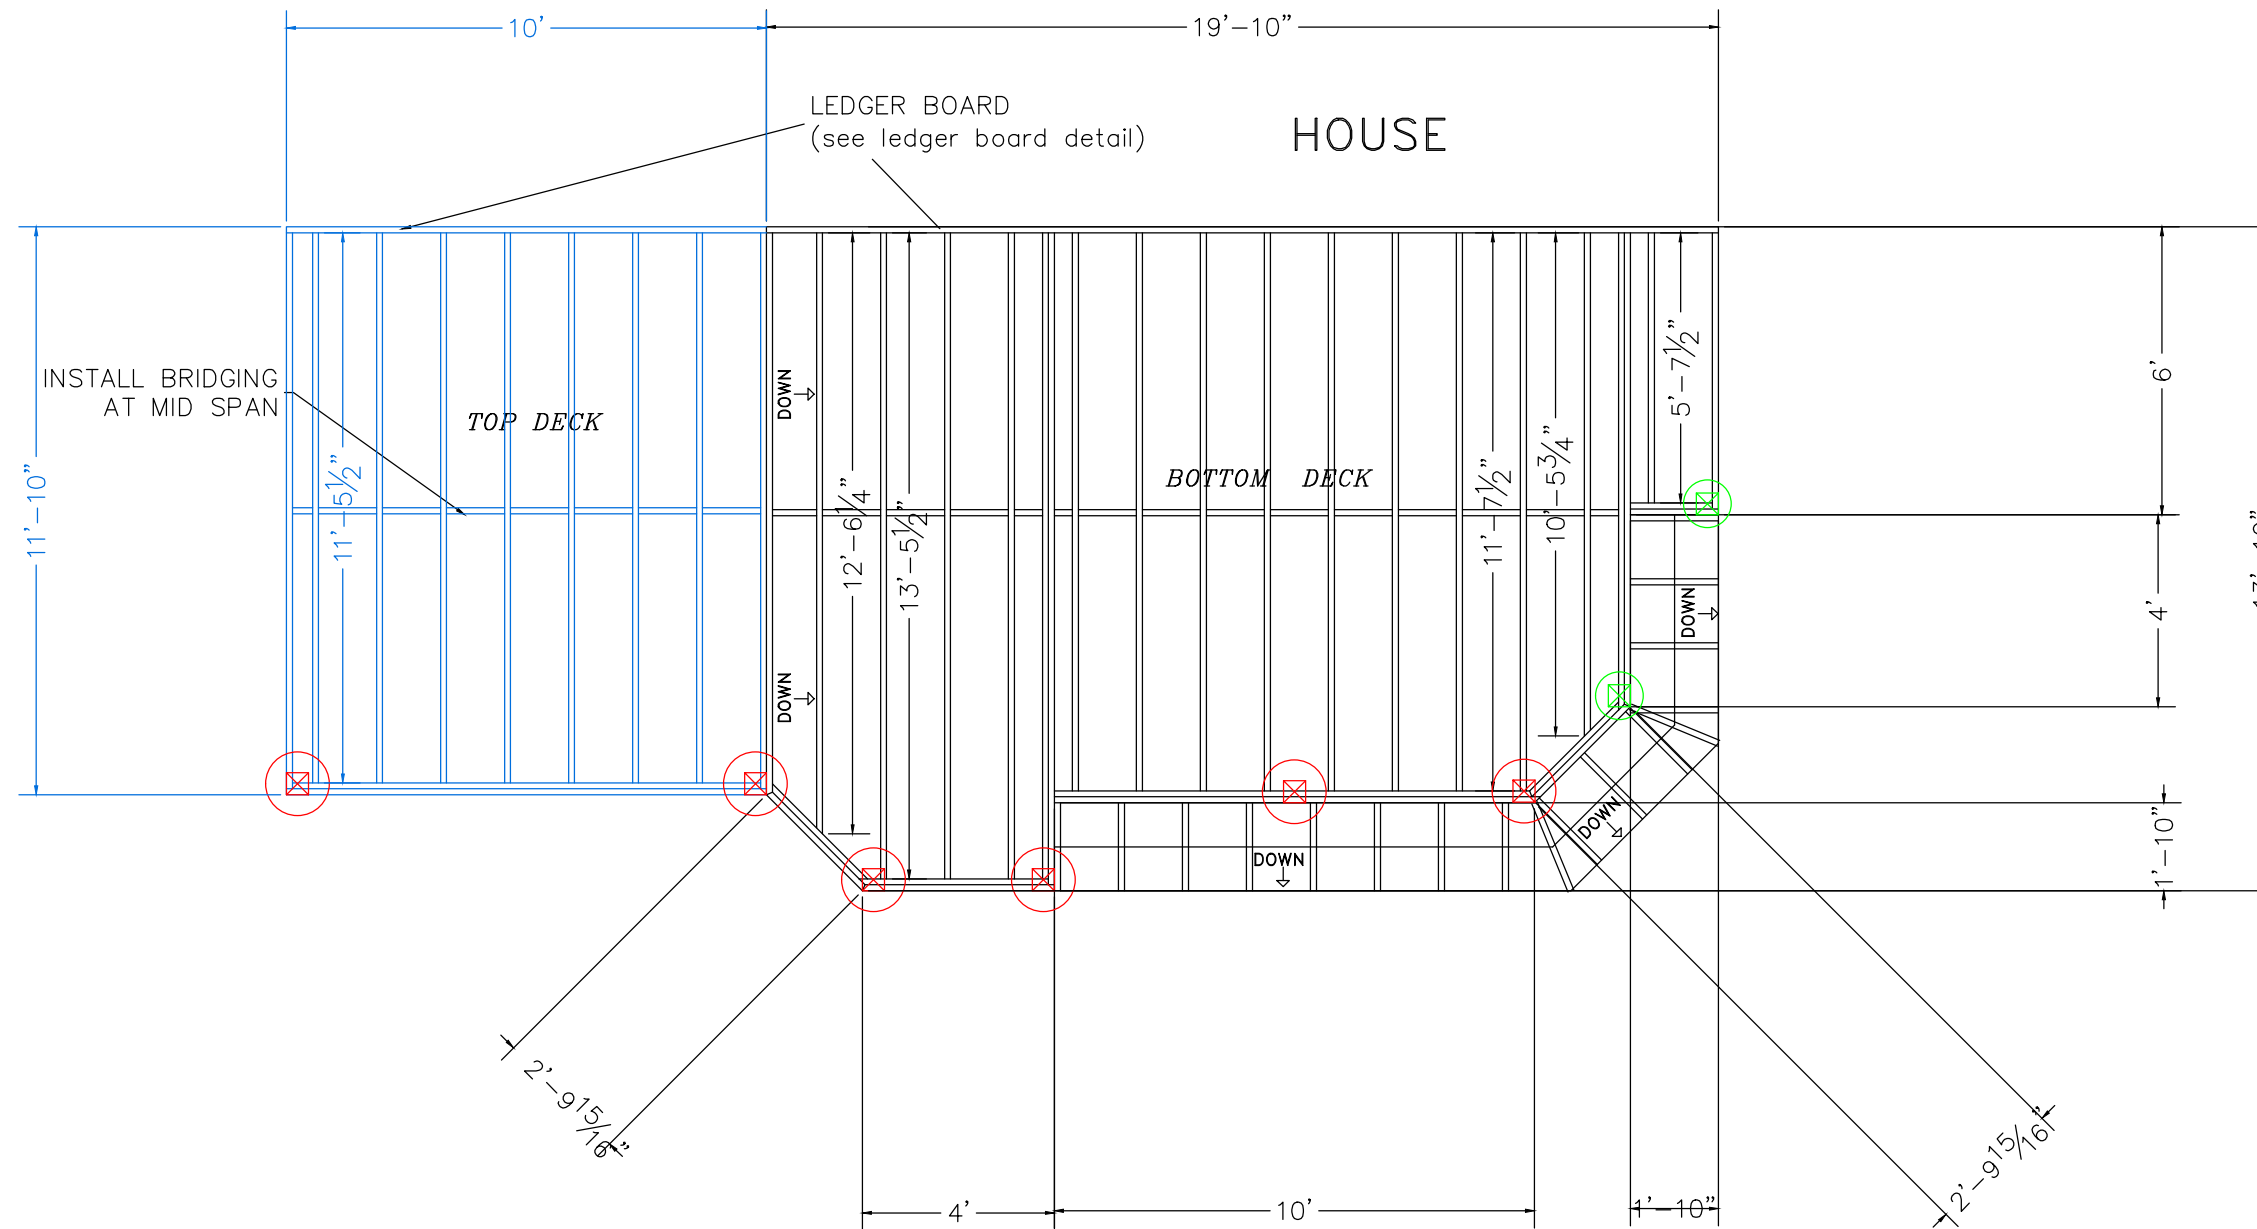 10'
19'-10"
LEDGER BOARD
(see ledger board detail)
HOUSE
INSTALL BRIDGING
AT MID SPAN
TOP DECK
BOTTOM DECK
DOWN
DOWN
DOWN
DOWN
DOWN
11'-10"
11'-5½"
12'-6¼"
13'-5½"
11'-7½"
10'-5¾"
5'-7½"
6'
4'
1'-10"
2'-9 15/16"
2'-9 15/16"
4'
10'
1'-10"